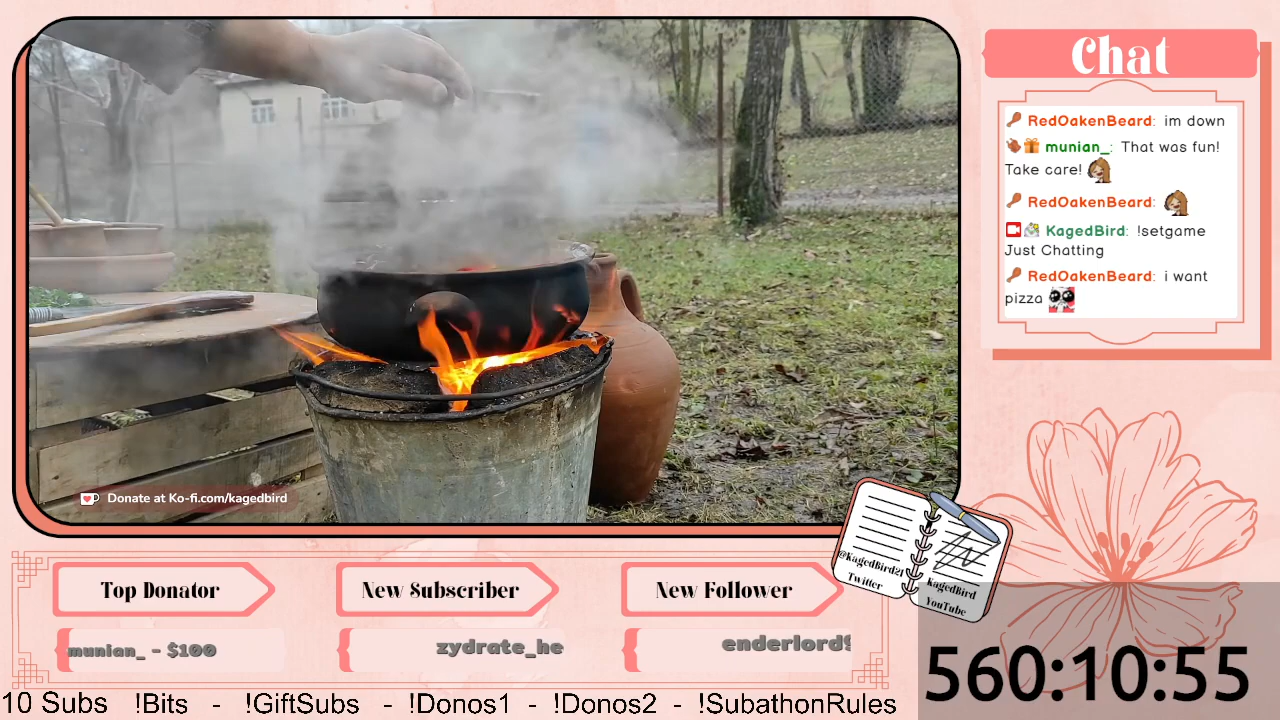 Chat
RedOakenBeard: im down
munian_: That was fun!
Take care!
RedOakenBeard:
KagedBird: !setgame
Just Chatting
RedOakenBeard: i want
pizza
Donate at Ko-fi.com/kagedbird
@KagedBird21
Twitter
KagedBird
YouTube
Top Donator
New Subscriber
New Follower
munian_ - $100
zydrate_he
enderlord9
10 Subs !Bits - !GiftSubs - !Donos1 - !Donos2 - !SubathonRules
560:10:55